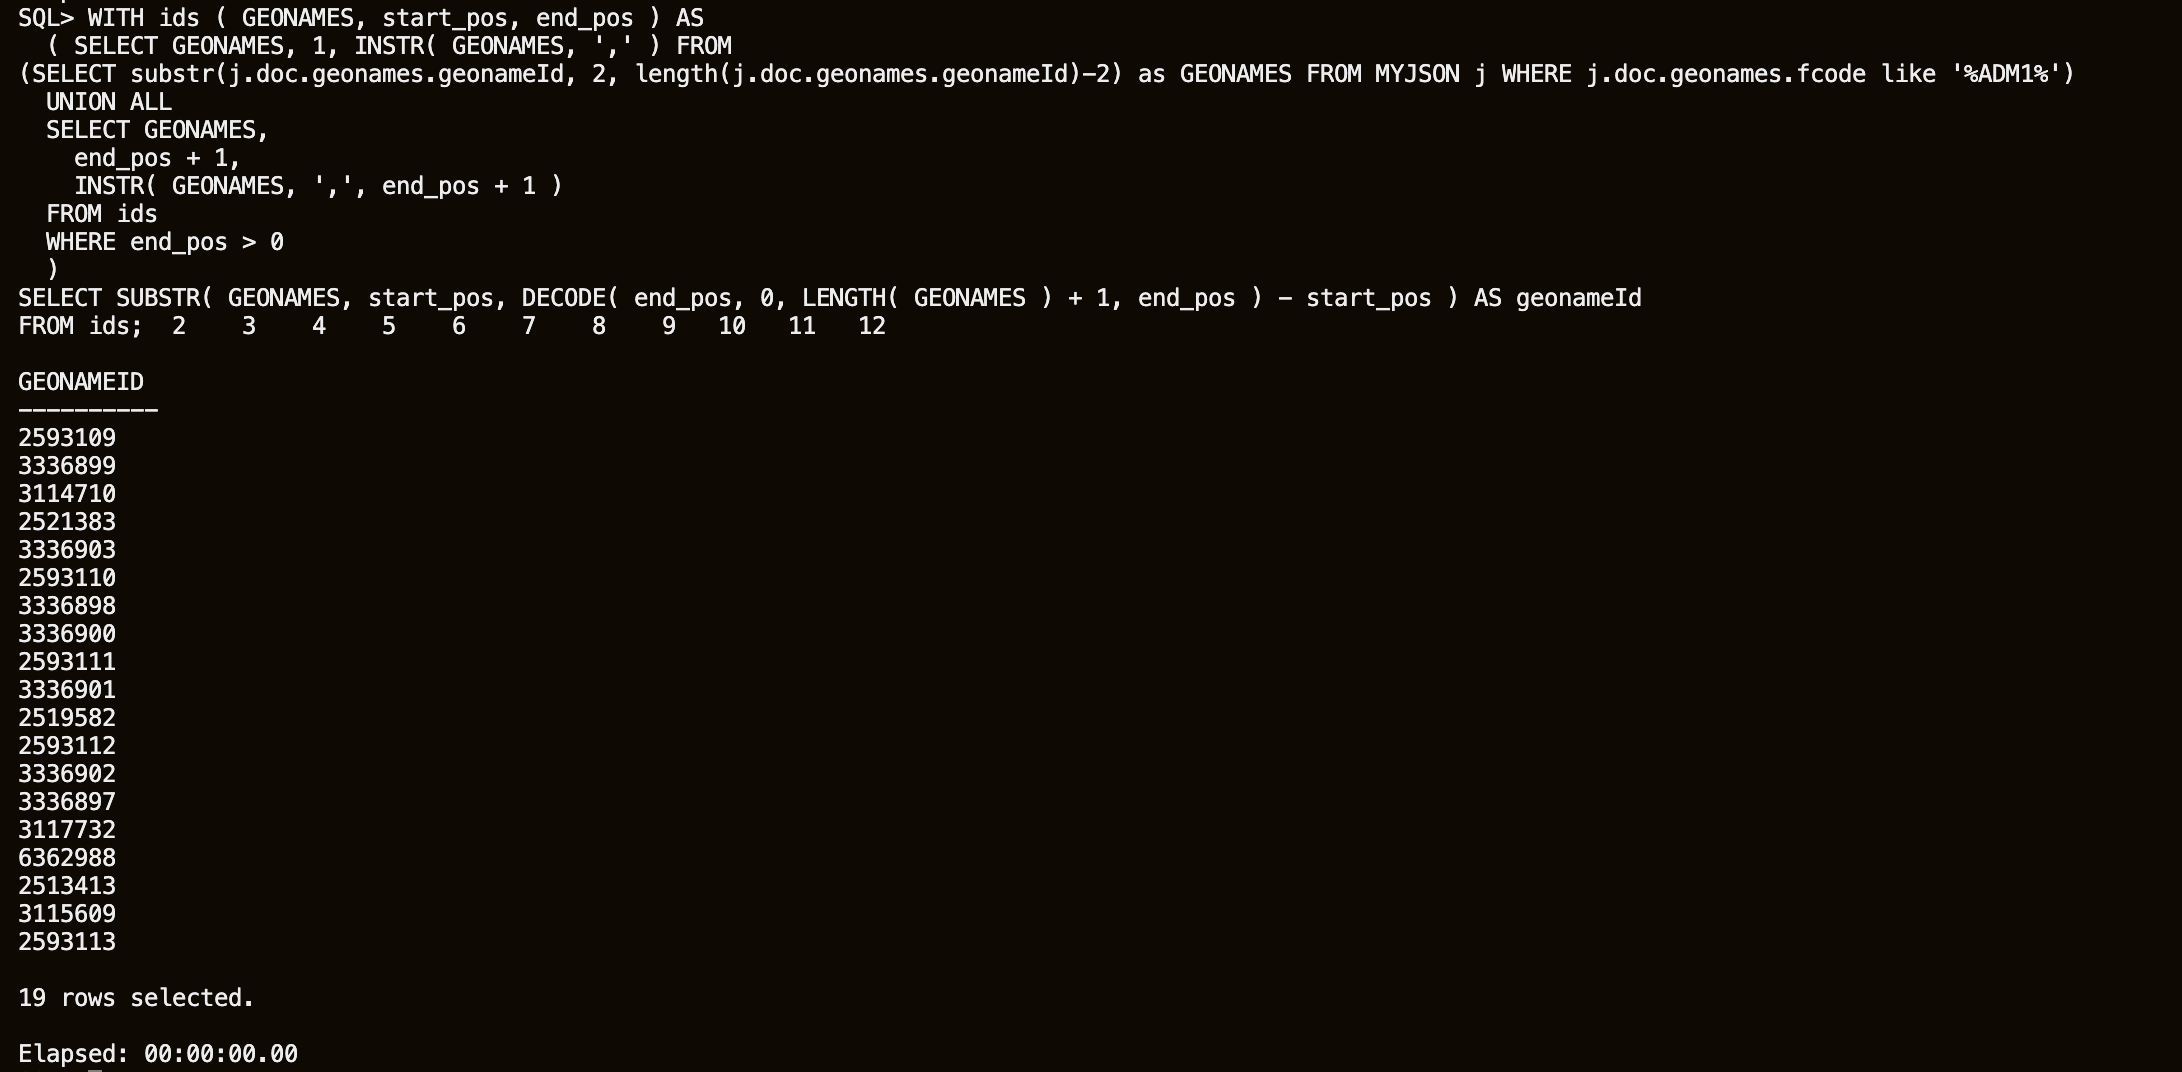 SQL> WITH ids ( GEONAMES, start_pos, end_pos ) AS
  ( SELECT GEONAMES, 1, INSTR( GEONAMES, ',' ) FROM
(SELECT substr(j.doc.geonames.geonameId, 2, length(j.doc.geonames.geonameId)-2) as GEONAMES FROM MYJSON j WHERE j.doc.geonames.fcode like '%ADM1%')
  UNION ALL
  SELECT GEONAMES,
    end_pos + 1,
    INSTR( GEONAMES, ',', end_pos + 1 )
  FROM ids
  WHERE end_pos > 0
  )
SELECT SUBSTR( GEONAMES, start_pos, DECODE( end_pos, 0, LENGTH( GEONAMES ) + 1, end_pos ) - start_pos ) AS geonameId
FROM ids;  2    3    4    5    6    7    8    9   10   11   12

GEONAMEID
----------
2593109
3336899
3114710
2521383
3336903
2593110
3336898
3336900
2593111
3336901
2519582
2593112
3336902
3336897
3117732
6362988
2513413
3115609
2593113

19 rows selected.

Elapsed: 00:00:00.00